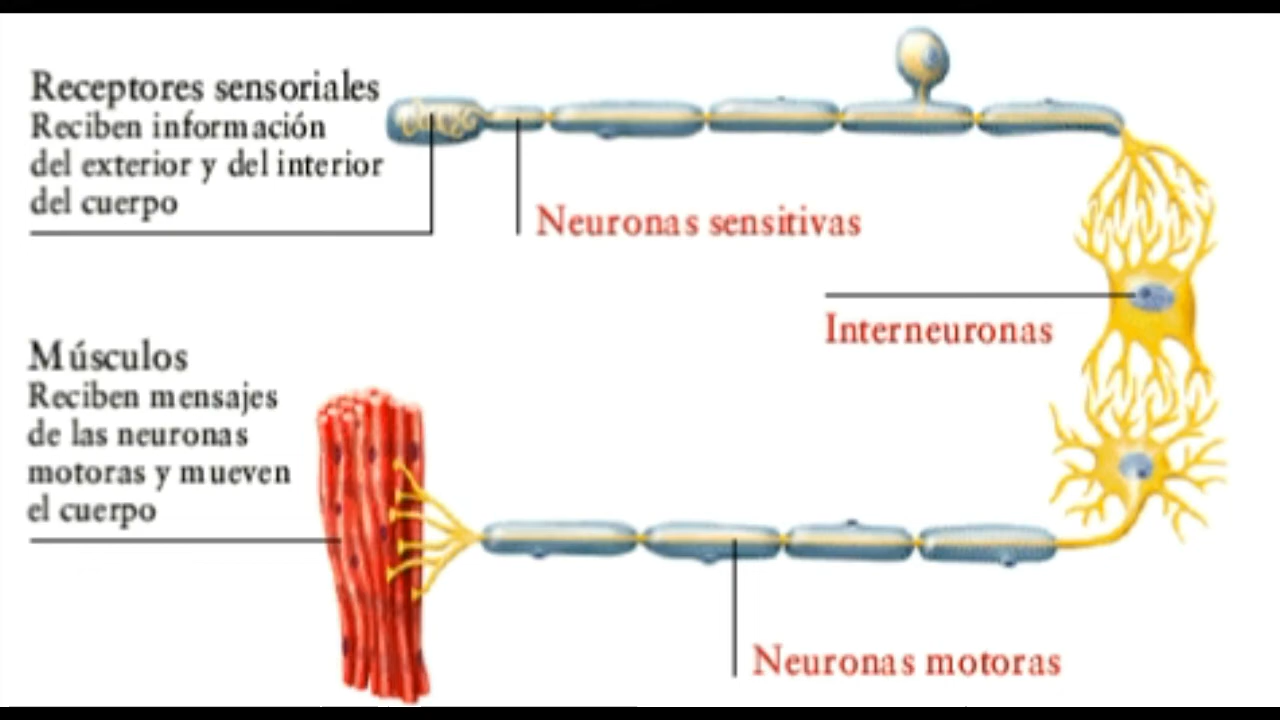 Receptores sensoriales
Reciben información
del exterior y del interior
del cuerpo
Neuronas sensitivas
Interneuronas
Músculos
Reciben mensajes
de las neuronas
motoras y mueven
el cuerpo
Neuronas motoras